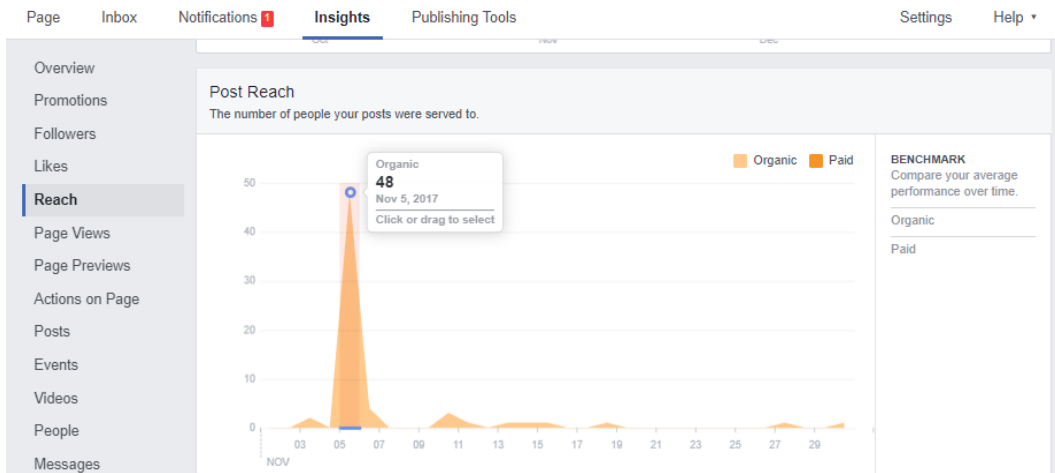 Page Inbox Notifications 1 Insights Publishing Tools Settings Help
Oct Nov Dec
Overview
Promotions
Followers
Likes
Reach
Page Views
Page Previews
Actions on Page
Posts
Events
Videos
People
Messages
Post Reach
The number of people your posts were served to.
Organic Paid
Organic
48
Nov 5, 2017
Click or drag to select
50
40
30
20
10
0
03 05 07 09 11 13 15 17 19 21 23 25 27 29
NOV
BENCHMARK
Compare your average
performance over time.
Organic
Paid